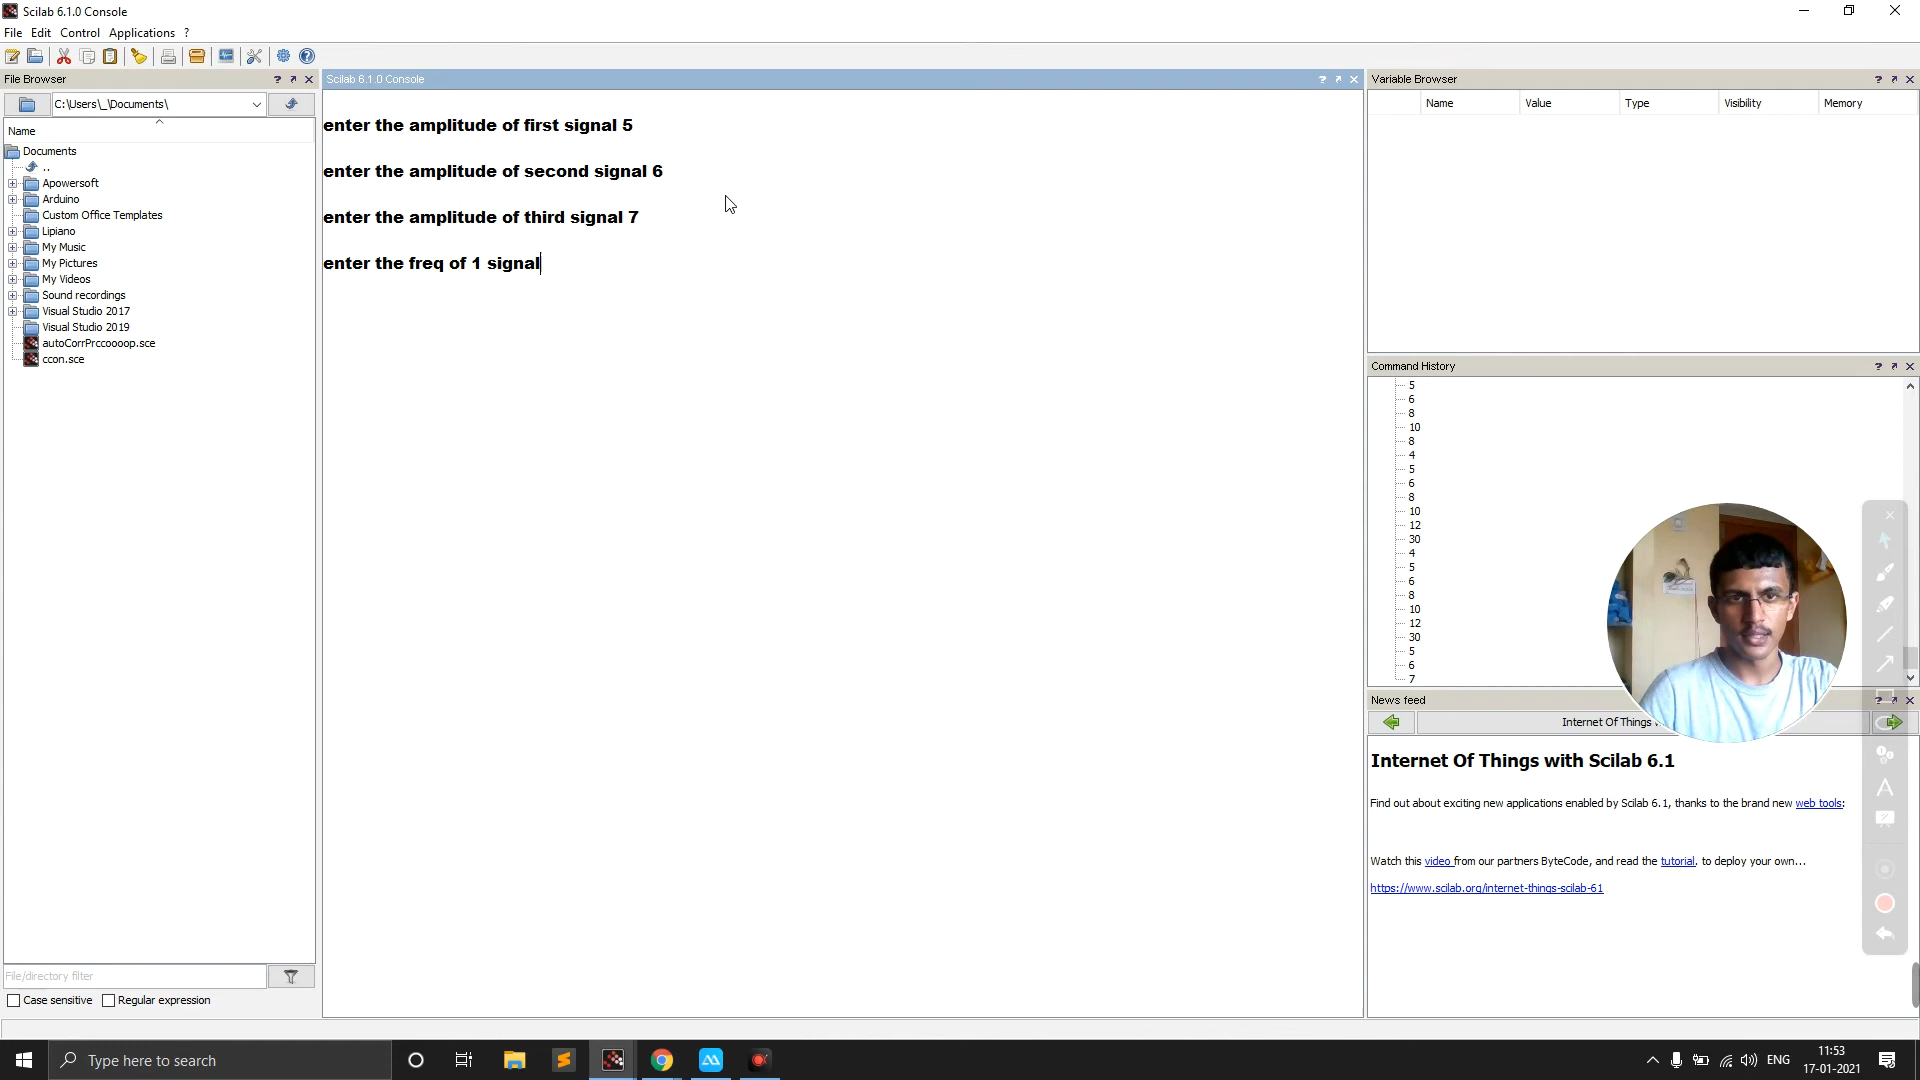 Scilab 6.1.0 Console
File Edit Control Applications ?
File Browser
C:\Users\_\Documents\
Name
Documents
..
Apowersoft
Arduino
Custom Office Templates
Lipiano
My Music
My Pictures
My Videos
Sound recordings
Visual Studio 2017
Visual Studio 2019
autoCorrPrccoooop.sce
ccon.sce
File/directory filter
Case sensitive Regular expression
Scilab 6.1.0 Console
enter the amplitude of first signal 5
enter the amplitude of second signal 6
enter the amplitude of third signal 7
enter the freq of 1 signal
Variable Browser
Name Value Type Visibility Memory
Command History
5
6
8
10
8
4
5
6
8
10
12
30
4
5
6
8
10
12
30
5
6
7
News feed
Internet Of Things
Internet Of Things with Scilab 6.1
Find out about exciting new applications enabled by Scilab 6.1, thanks to the brand new web tools:
Watch this video from our partners ByteCode, and read the tutorial. to deploy your own...
https://www.scilab.org/internet-things-scilab-61
Type here to search
ENG
11:53
17-01-2021